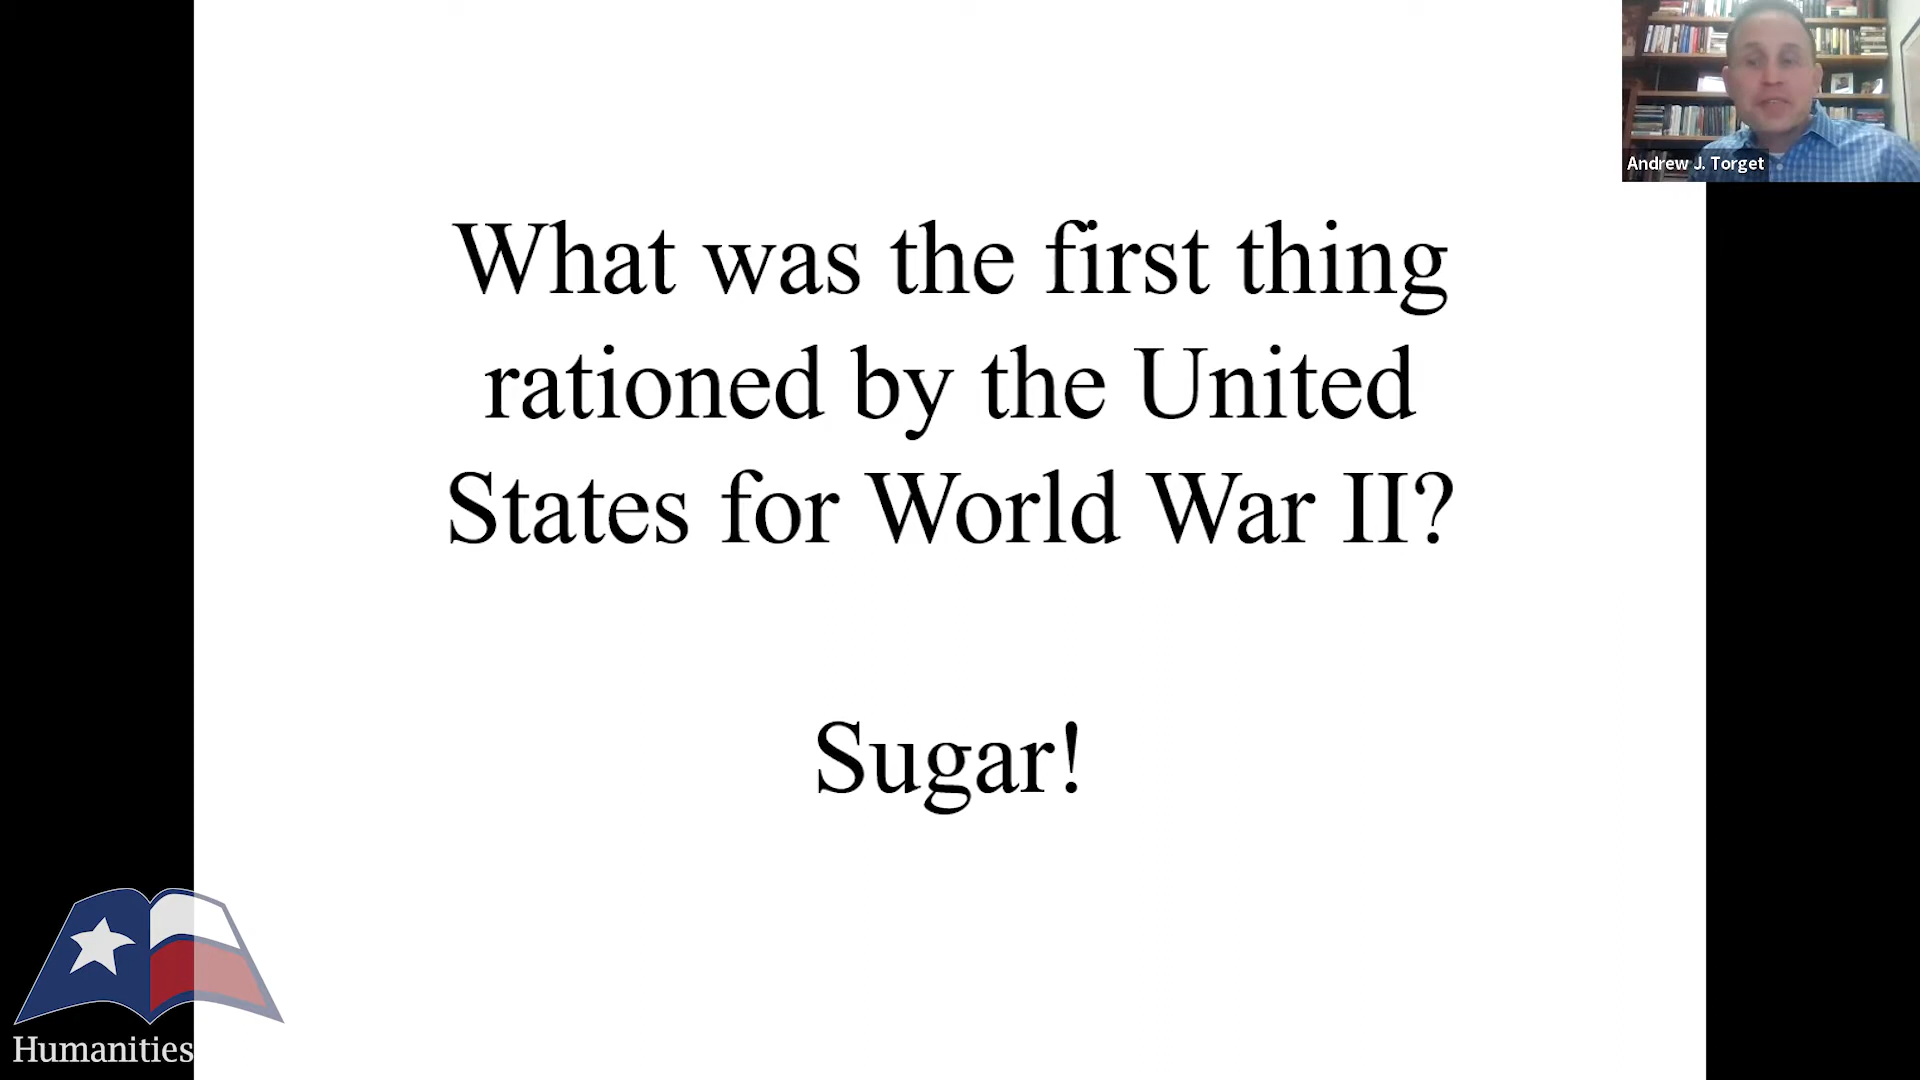 Andrew J. Torget
What was the first thing
rationed by the United
States for World War II?
Sugar!
Humanities